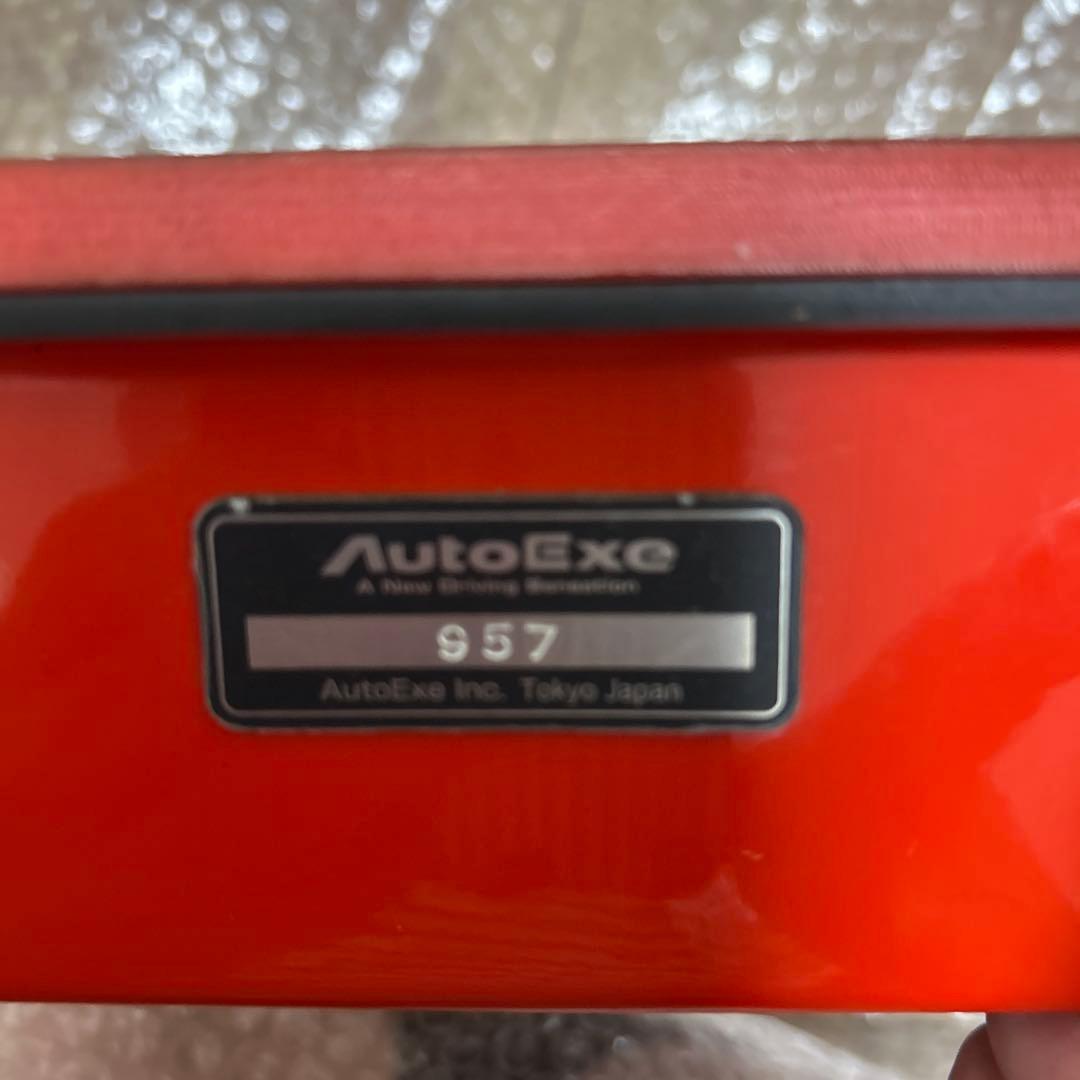 AutoExe
A New Driving Sensation
957
AutoExe Inc. Tokyo Japan